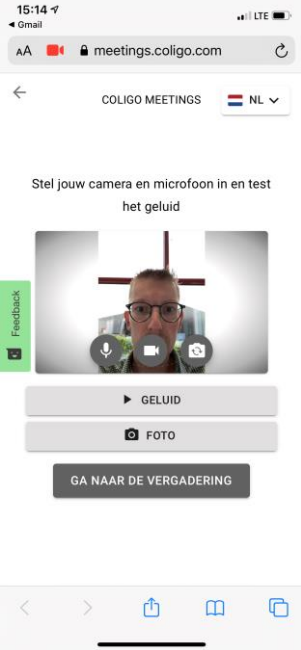 15:14
LTE
◀ Gmail
AA meetings.coligo.com
COLIGO MEETINGS NL
Stel jouw camera en microfoon in en test
het geluid
Feedback
GELUID
FOTO
GA NAAR DE VERGADERING